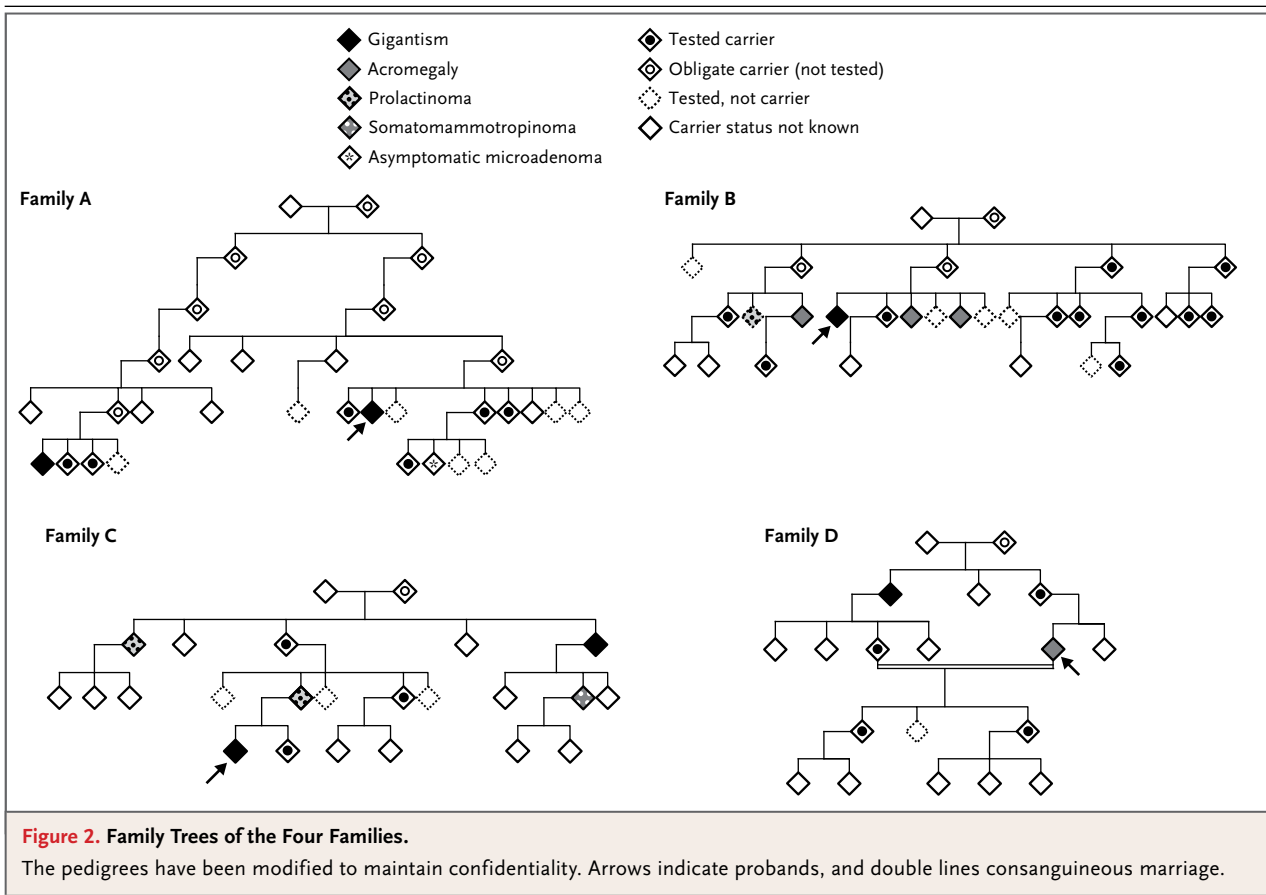 Gigantism
Acromegaly
Prolactinoma
Somatomammotropinoma
Asymptomatic microadenoma
Tested carrier
Obligate carrier (not tested)
Tested, not carrier
Carrier status not known
Family A
Family B
Family C
Family D
Figure 2. Family Trees of the Four Families.
The pedigrees have been modified to maintain confidentiality. Arrows indicate probands, and double lines consanguineous marriage.